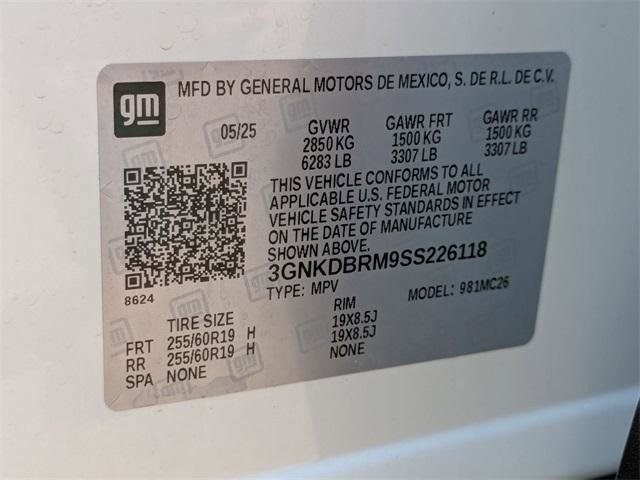 gm
MFD BY GENERAL MOTORS DE MEXICO, S. DE R.L. DE C.V.
05/25 GVWR GAWR FRT GAWR RR
2850 KG 1500 KG 1500 KG
6283 LB 3307 LB 3307 LB
THIS VEHICLE CONFORMS TO ALL
APPLICABLE U.S. FEDERAL MOTOR
VEHICLE SAFETY STANDARDS IN EFFECT
ON THE DATE OF MANUFACTURE
SHOWN ABOVE.
3GNKDBRM9SS226118
8624
TYPE: MPV MODEL: 981MC26
TIRE SIZE RIM
FRT 255/60R19 H 19X8.5J
RR 255/60R19 H 19X8.5J
SPA NONE NONE